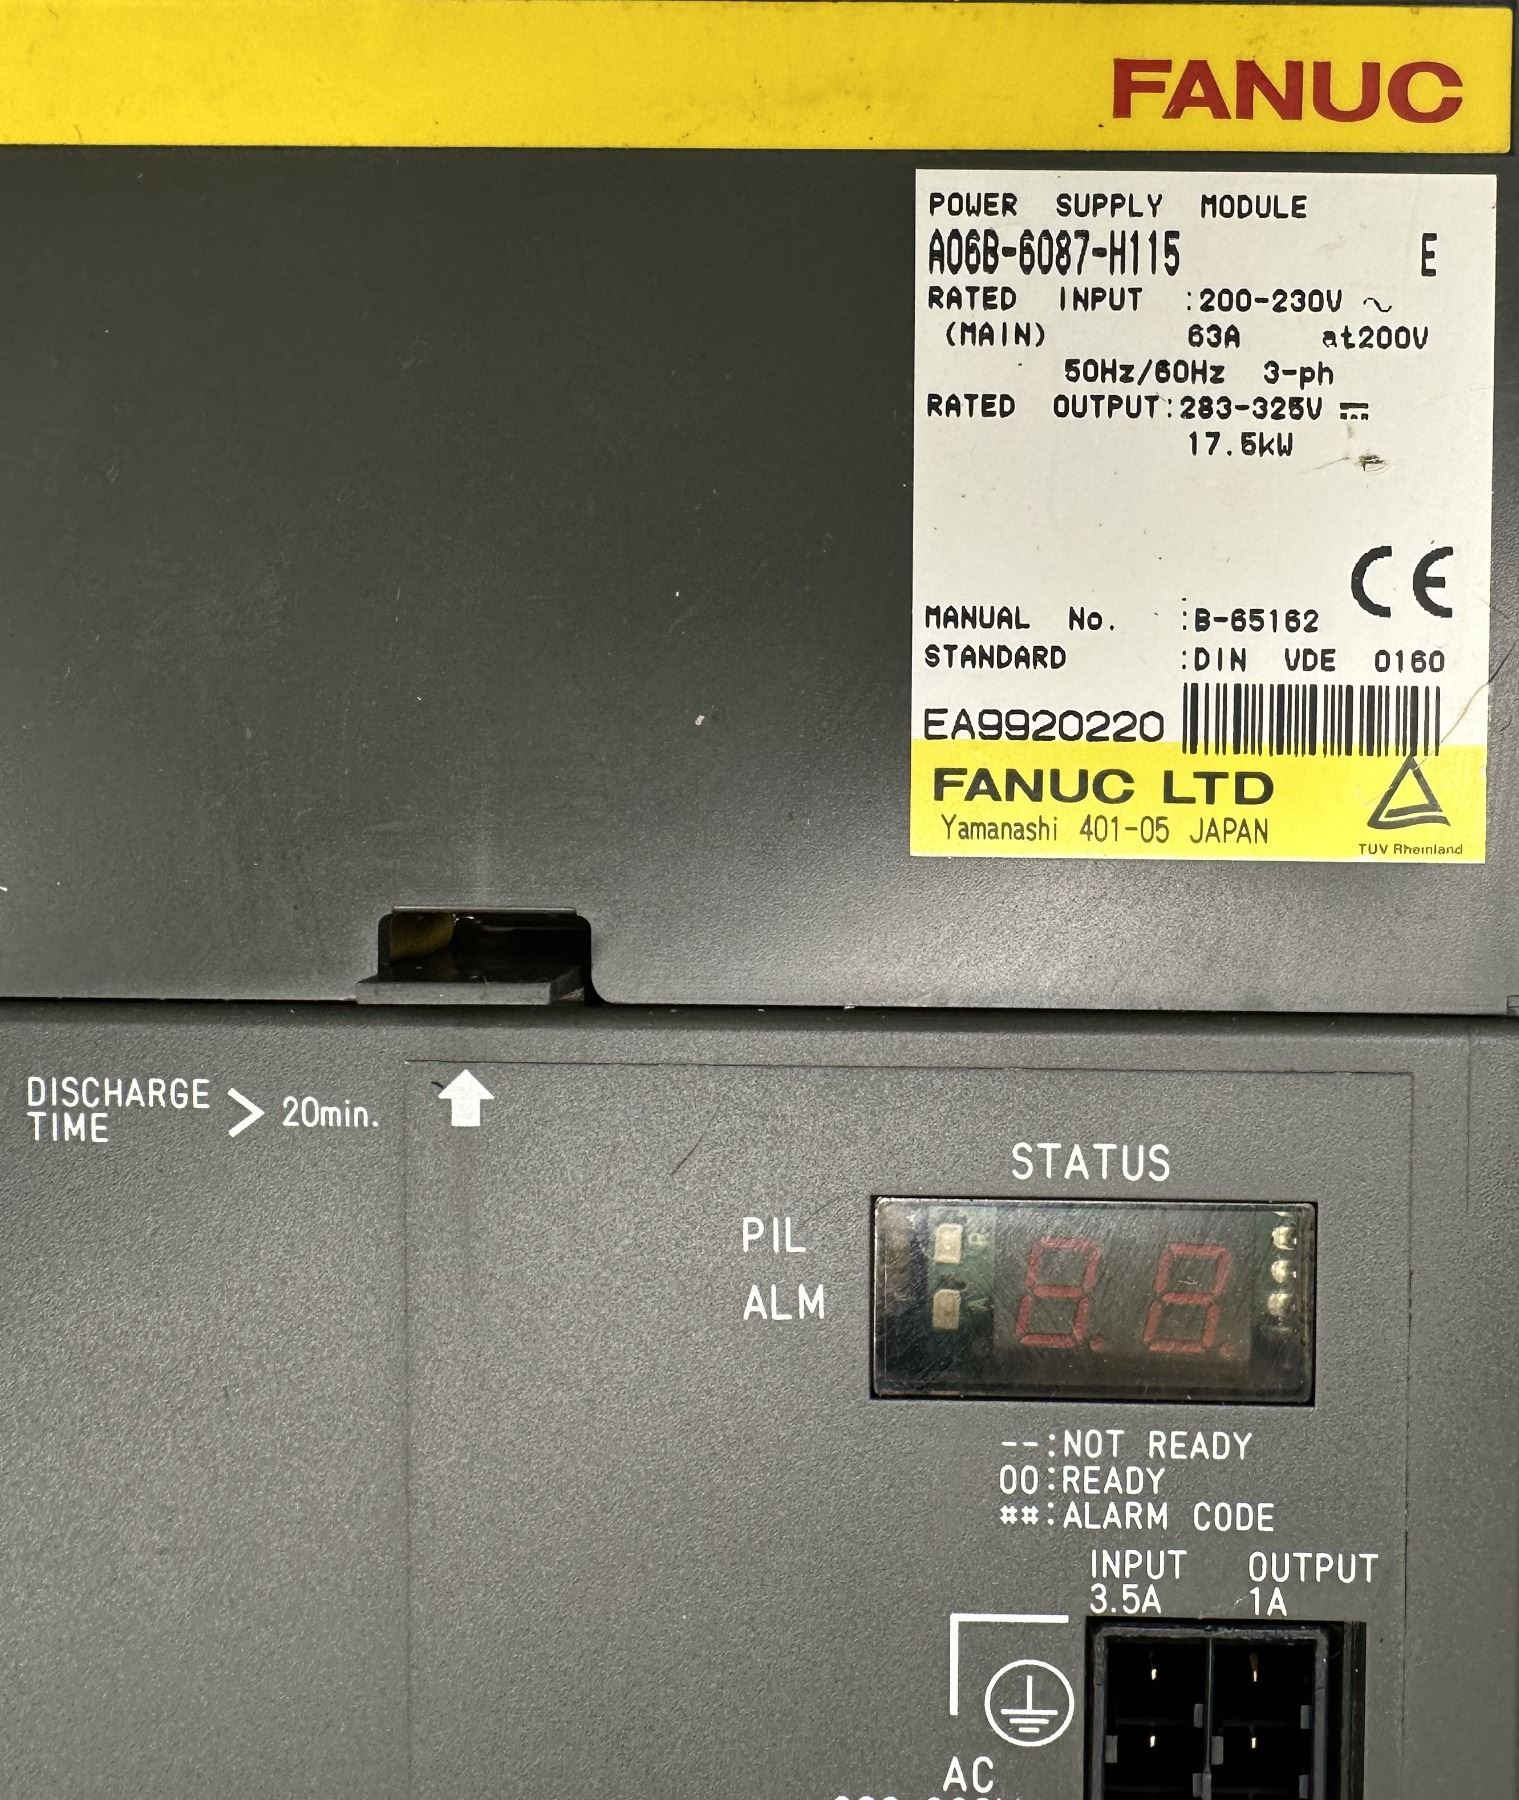 FANUC
POWER SUPPLY MODULE
A06B-6087-H115 E
RATED INPUT :200-230V ~
(MAIN) 63A at200V
50Hz/60Hz 3-ph
RATED OUTPUT:283-325V ⎓
17.5kW
CE
MANUAL No. :B-65162
STANDARD :DIN VDE 0160
EA9920220
FANUC LTD
Yamanashi 401-05 JAPAN
TUV Rheinland
DISCHARGE
TIME > 20min.
STATUS
PIL
ALM
--:NOT READY
00:READY
##:ALARM CODE
INPUT OUTPUT
3.5A 1A
AC